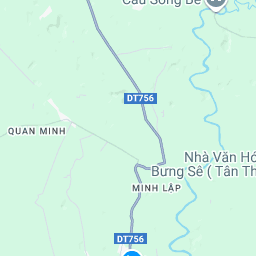 Cầu Sông Bé
DT756
QUAN MINH
Nhà Văn Hó
Bưng Sê ( Tân Th
MINH LẬP
DT756